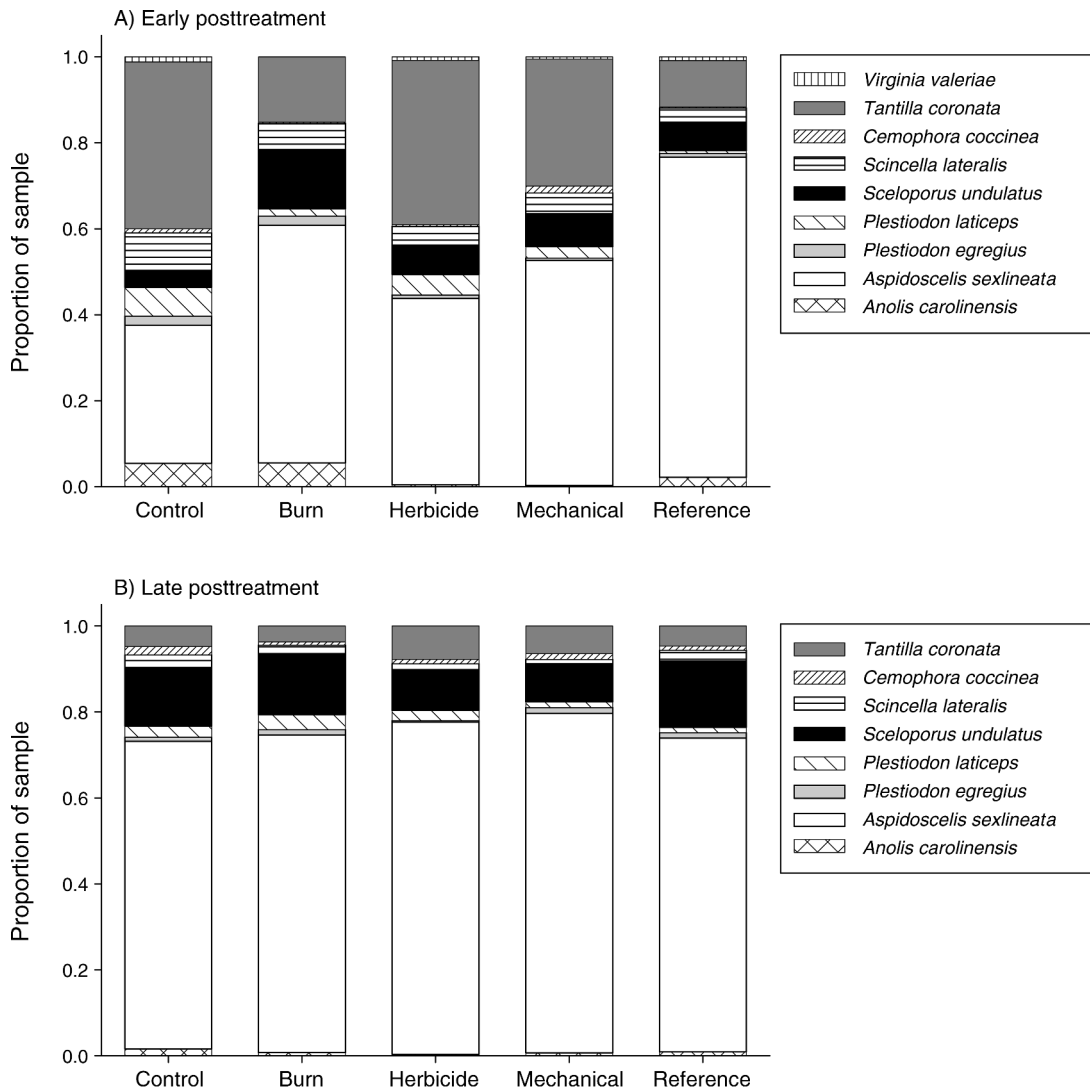 A) Early posttreatment
Proportion of sample
1.0
0.8
0.6
0.4
0.2
0.0
Control Burn Herbicide Mechanical Reference
Virginia valeriae
Tantilla coronata
Cemophora coccinea
Scincella lateralis
Sceloporus undulatus
Plestiodon laticeps
Plestiodon egregius
Aspidoscelis sexlineata
Anolis carolinensis
B) Late posttreatment
Proportion of sample
1.0
0.8
0.6
0.4
0.2
0.0
Control Burn Herbicide Mechanical Reference
Tantilla coronata
Cemophora coccinea
Scincella lateralis
Sceloporus undulatus
Plestiodon laticeps
Plestiodon egregius
Aspidoscelis sexlineata
Anolis carolinensis